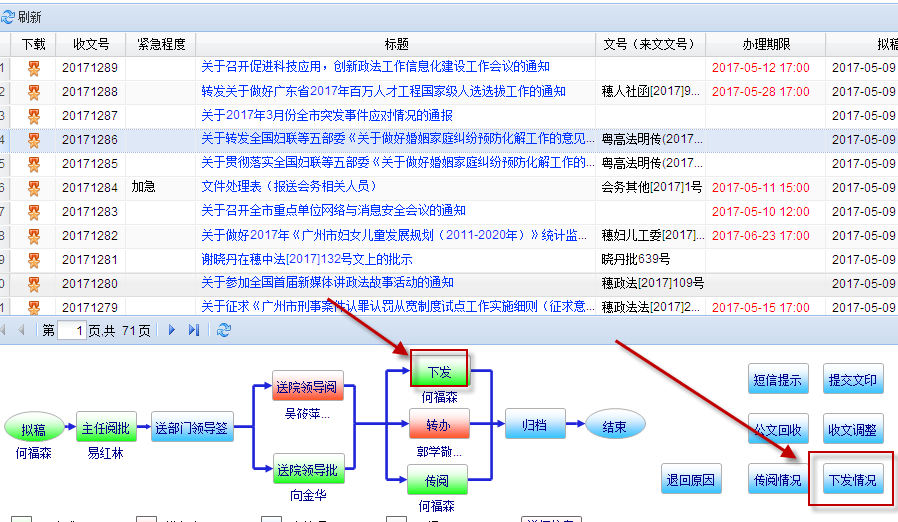 刷新
下载 收文号 紧急程度 标题 文号（来文文号） 办理期限 拟稿
20171289 关于召开促进科技应用，创新政法工作信息化建设工作会议的通知 2017-05-12 17:00 2017-05-09
20171288 转发关于做好广东省2017年百万人才工程国家级人选选拔工作的通知 穗人社函[2017]9... 2017-05-28 17:00 2017-05-09
20171287 关于2017年3月份全市突发事件应对情况的通报 2017-05-09
20171286 关于转发全国妇联等五部委《关于做好婚姻家庭纠纷预防化解工作的意见... 粤高法明传(2017... 2017-05-09
20171285 关于贯彻落实全国妇联等五部委《关于做好婚姻家庭纠纷预防化解工作的... 粤高法明传(2017... 2017-05-09
20171284 加急 文件处理表（报送会务相关人员） 会务其他[2017]1号 2017-05-11 15:00 2017-05-09
20171283 关于召开全市重点单位网络与消息安全会议的通知 2017-05-10 12:00 2017-05-09
20171282 关于做好2017年《广州市妇女儿童发展规划（2011-2020年）》统计监... 穗妇儿工委[2017]... 2017-06-23 17:00 2017-05-09
20171281 谢晓丹在穗中法[2017]132号文上的批示 晓丹批639号 2017-05-09
20171280 关于参加全国首届新媒体讲政法故事活动的通知 穗政法[2017]109号 2017-05-09
20171279 关于征求《广州市刑事案件认罪认罚从宽制度试点工作实施细则（征求意... 穗政法法[2017]2... 2017-05-15 17:00 2017-05-09
第 1 页,共 71页
拟稿
何福森
主任阅批
易红林
送部门领导签
送院领导阅
吴筱萍...
送院领导批
向金华
下发
何福森
转办
传阅
何福森
归档
结束
短信提示 提交文印
公文回收 收文调整
退回原因 传阅情况 下发情况